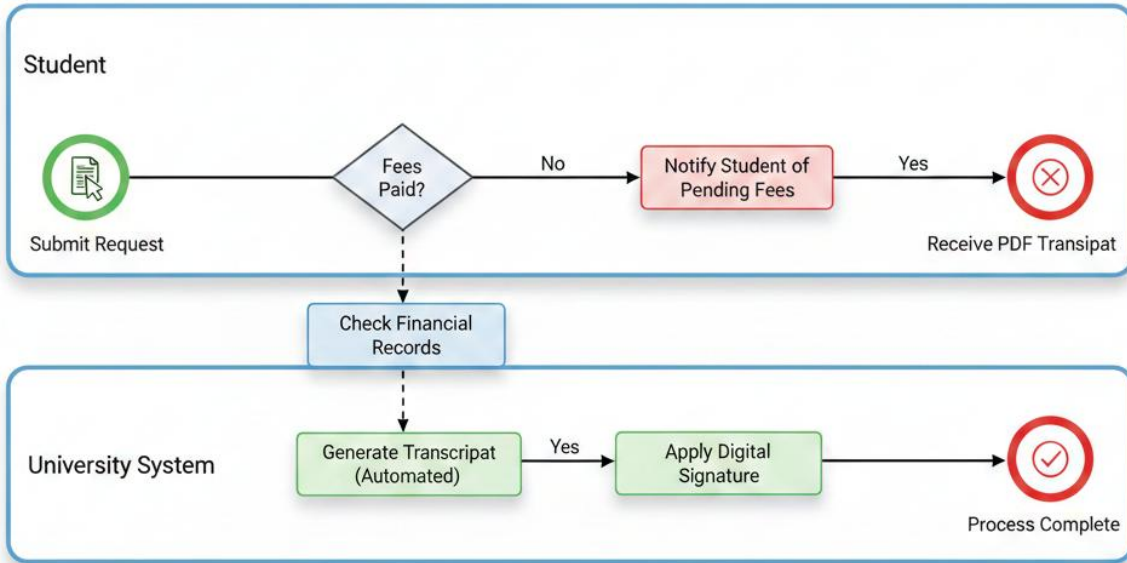 Student
Fees
Paid?
No
Notify Student of
Pending Fees
Yes
Submit Request
Receive PDF Transipat
Check Financial
Records
University System
Generate Transcripat
(Automated)
Yes
Apply Digital
Signature
Process Complete